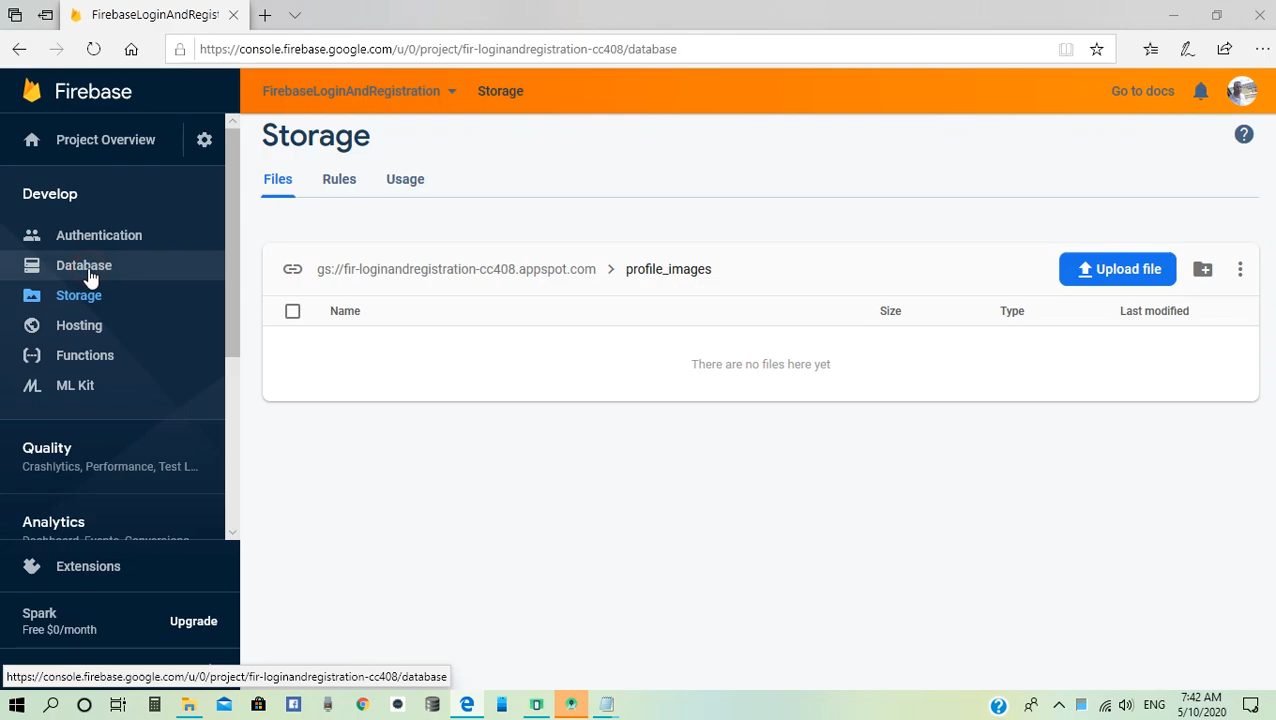 FirebaseLoginAndRegist
https://console.firebase.google.com/u/0/project/fir-loginandregistration-cc408/database
Firebase
FirebaseLoginAndRegistration
Storage
Go to docs
Project Overview
Storage
Files
Rules
Usage
Develop
Authentication
Database
Storage
Hosting
Functions
ML Kit
gs://fir-loginandregistration-cc408.appspot.com
profile_images
Upload file
Name
Size
Type
Last modified
There are no files here yet
Quality
Crashlytics, Performance, Test L...
Analytics
Dashboard, Events, Conversions
Extensions
Spark
Free $0/month
Upgrade
https://console.firebase.google.com/u/0/project/fir-loginandregistration-cc408/database
ENG
7:42 AM
5/10/2020